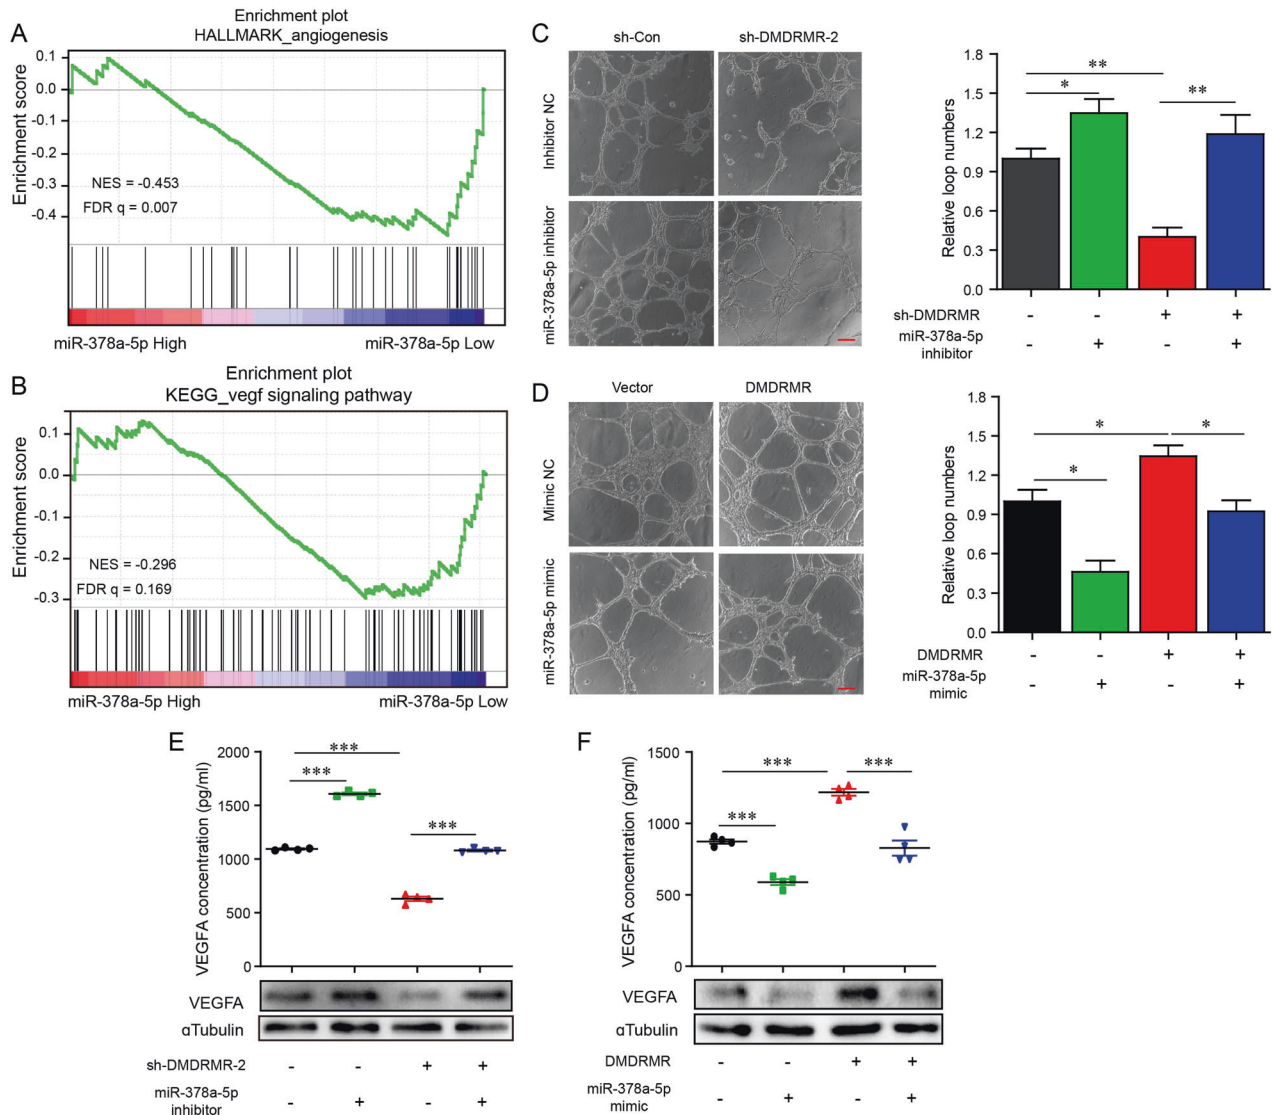 A
Enrichment plot
HALLMARK_angiogenesis
Enrichment score
0.1
0.0
-0.1
-0.2
-0.3
-0.4
NES = -0.453
FDR q = 0.007
miR-378a-5p High
miR-378a-5p Low
B
Enrichment plot
KEGG_vegf signaling pathway
Enrichment score
0.1
0.0
-0.1
-0.2
-0.3
NES = -0.296
FDR q = 0.169
miR-378a-5p High
miR-378a-5p Low
C
sh-Con
sh-DMDRMR-2
Inhibitor NC
miR-378a-5p inhibitor
Relative loop numbers
1.8
1.5
1.2
0.9
0.6
0.3
0.0
*
**
**
sh-DMDRMR - - + +
miR-378a-5p
inhibitor - + - +
D
Vector
DMDRMR
Mimic NC
miR-378a-5p mimic
Relative loop numbers
1.8
1.5
1.2
0.9
0.6
0.3
0.0
*
*
*
DMDRMR - - + +
miR-378a-5p
mimic - + - +
E
VEGFA concentration (pg/ml)
2000
1500
1000
500
0
***
***
***
VEGFA
αTubulin
sh-DMDRMR-2 - - + +
miR-378a-5p
inhibitor - + - +
F
VEGFA concentration (pg/ml)
1500
1000
500
0
***
***
***
VEGFA
αTubulin
DMDRMR - - + +
miR-378a-5p
mimic - + - +